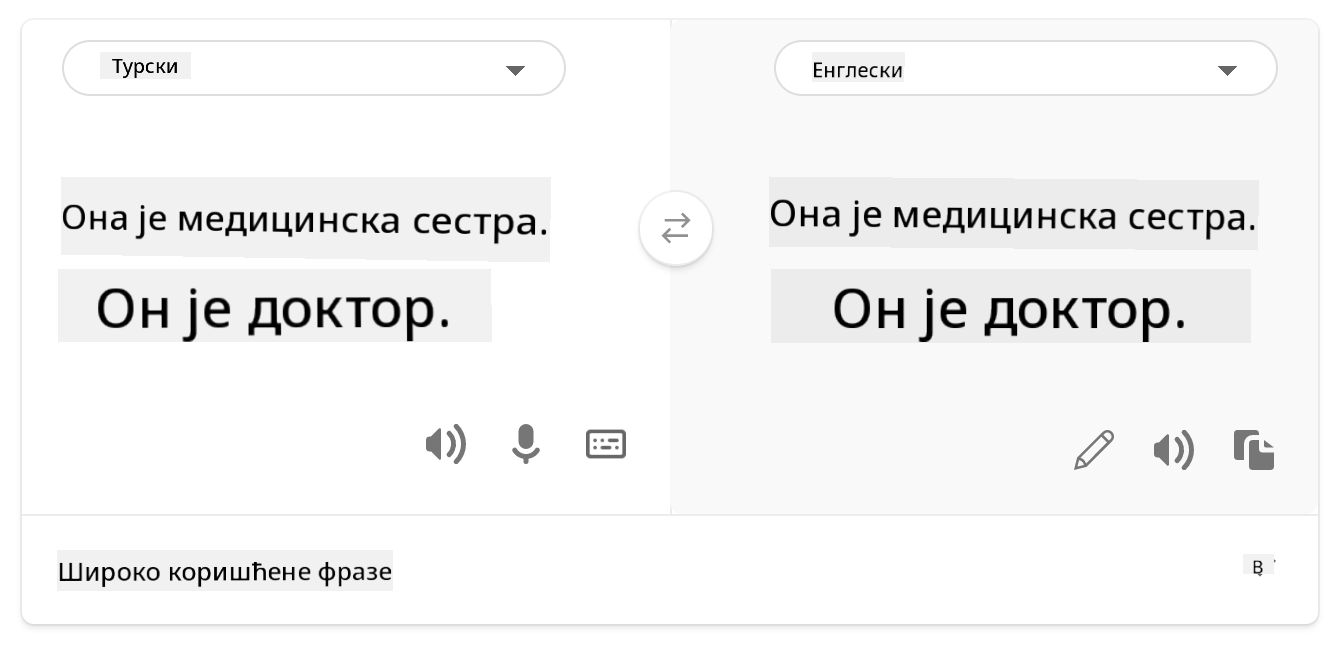 Турски
Енглески
Она је медицинска сестра.
Он је доктор.
Она је медицинска сестра.
Он је доктор.
Широко коришћене фразе